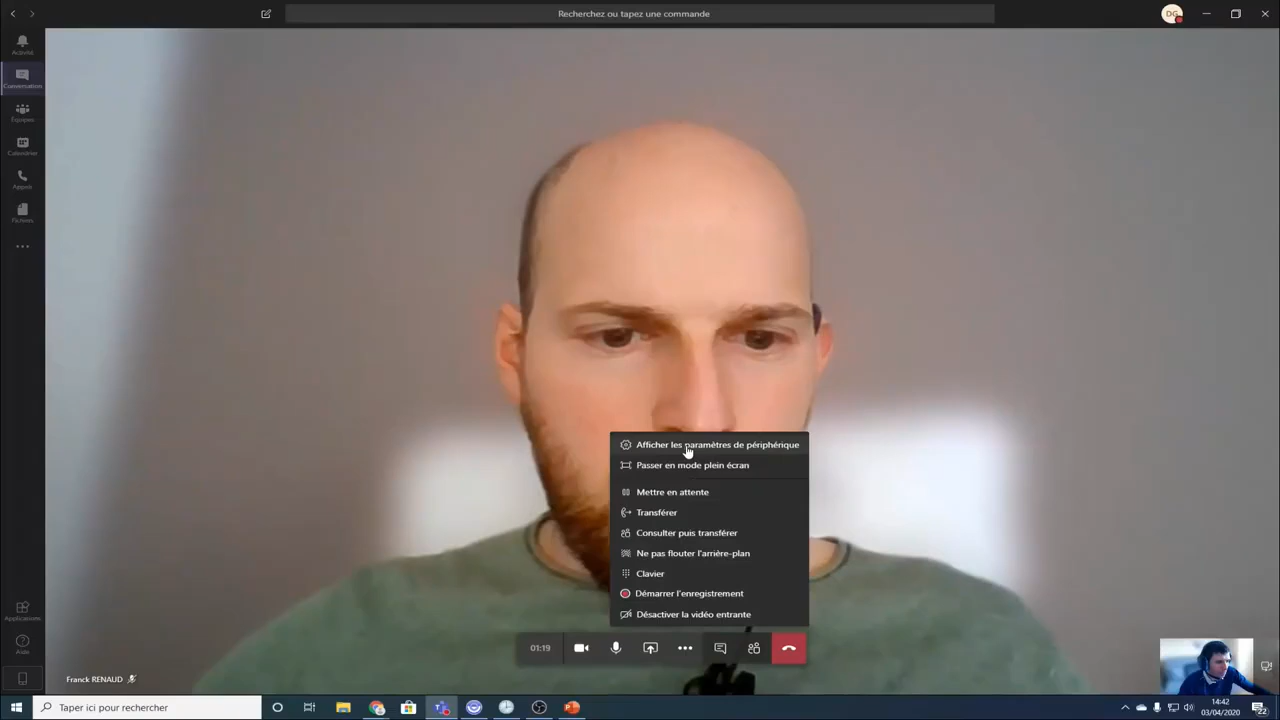 Recherchez ou tapez une commande
DG
Activité
Conversation
Équipes
Calendrier
Appels
Fichiers
Afficher les paramètres de périphérique
Passer en mode plein écran
Mettre en attente
Transférer
Consulter puis transférer
Ne pas flouter l'arrière-plan
Clavier
Démarrer l'enregistrement
Désactiver la vidéo entrante
Applications
Aide
01:19
Franck RENAUD
Taper ici pour rechercher
14:42
03/04/2020
22